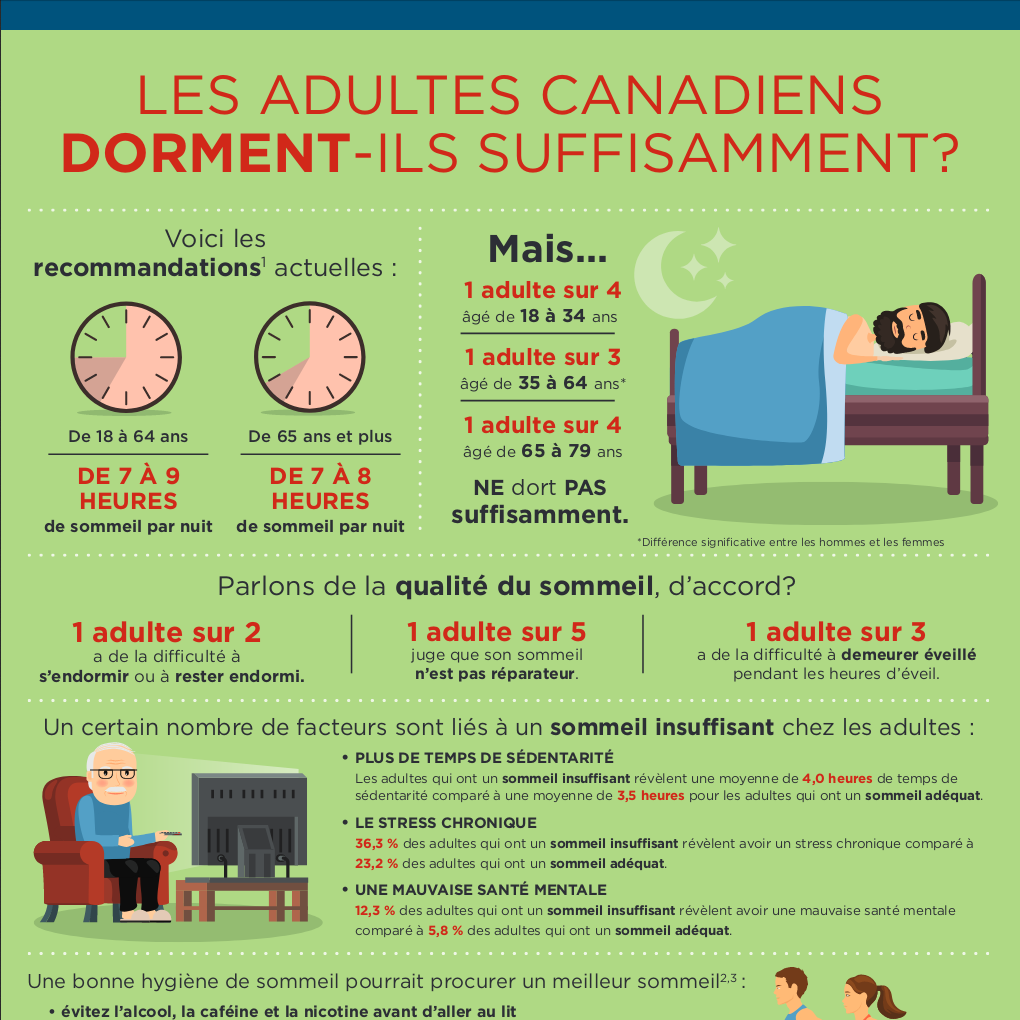 LES ADULTES CANADIENS
DORMENT-ILS SUFFISAMMENT?
Voici les
recommandations¹ actuelles :
De 18 à 64 ans
DE 7 À 9
HEURES
de sommeil par nuit
De 65 ans et plus
DE 7 À 8
HEURES
de sommeil par nuit
Mais...
1 adulte sur 4
âgé de 18 à 34 ans
1 adulte sur 3
âgé de 35 à 64 ans*
1 adulte sur 4
âgé de 65 à 79 ans
NE dort PAS
suffisamment.
*Différence significative entre les hommes et les femmes
Parlons de la qualité du sommeil, d’accord?
1 adulte sur 2
a de la difficulté à
s’endormir ou à rester endormi.
1 adulte sur 5
juge que son sommeil
n’est pas réparateur.
1 adulte sur 3
a de la difficulté à demeurer éveillé
pendant les heures d’éveil.
Un certain nombre de facteurs sont liés à un sommeil insuffisant chez les adultes :
• PLUS DE TEMPS DE SÉDENTARITÉ
Les adultes qui ont un sommeil insuffisant révèlent une moyenne de 4,0 heures de temps de
sédentarité comparé à une moyenne de 3,5 heures pour les adultes qui ont un sommeil adéquat.
• LE STRESS CHRONIQUE
36,3 % des adultes qui ont un sommeil insuffisant révèlent avoir un stress chronique comparé à
23,2 % des adultes qui ont un sommeil adéquat.
• UNE MAUVAISE SANTÉ MENTALE
12,3 % des adultes qui ont un sommeil insuffisant révèlent avoir une mauvaise santé mentale
comparé à 5,8 % des adultes qui ont un sommeil adéquat.
Une bonne hygiène de sommeil pourrait procurer un meilleur sommeil²,³ :
• évitez l’alcool, la caféine et la nicotine avant d’aller au lit